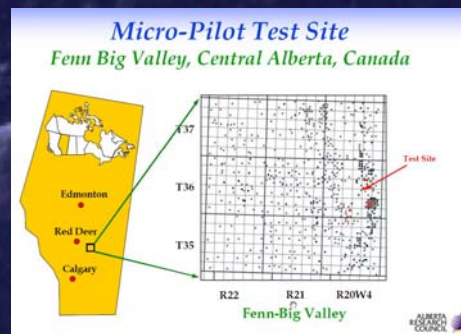 Micro-Pilot Test Site
Fenn Big Valley, Central Alberta, Canada
T37
Test Site
T36
Edmonton
Red Deer
T35
Calgary
R22
R21
R20W4
Fenn-Big Valley
ALBERTA
RESEARCH
COUNCIL